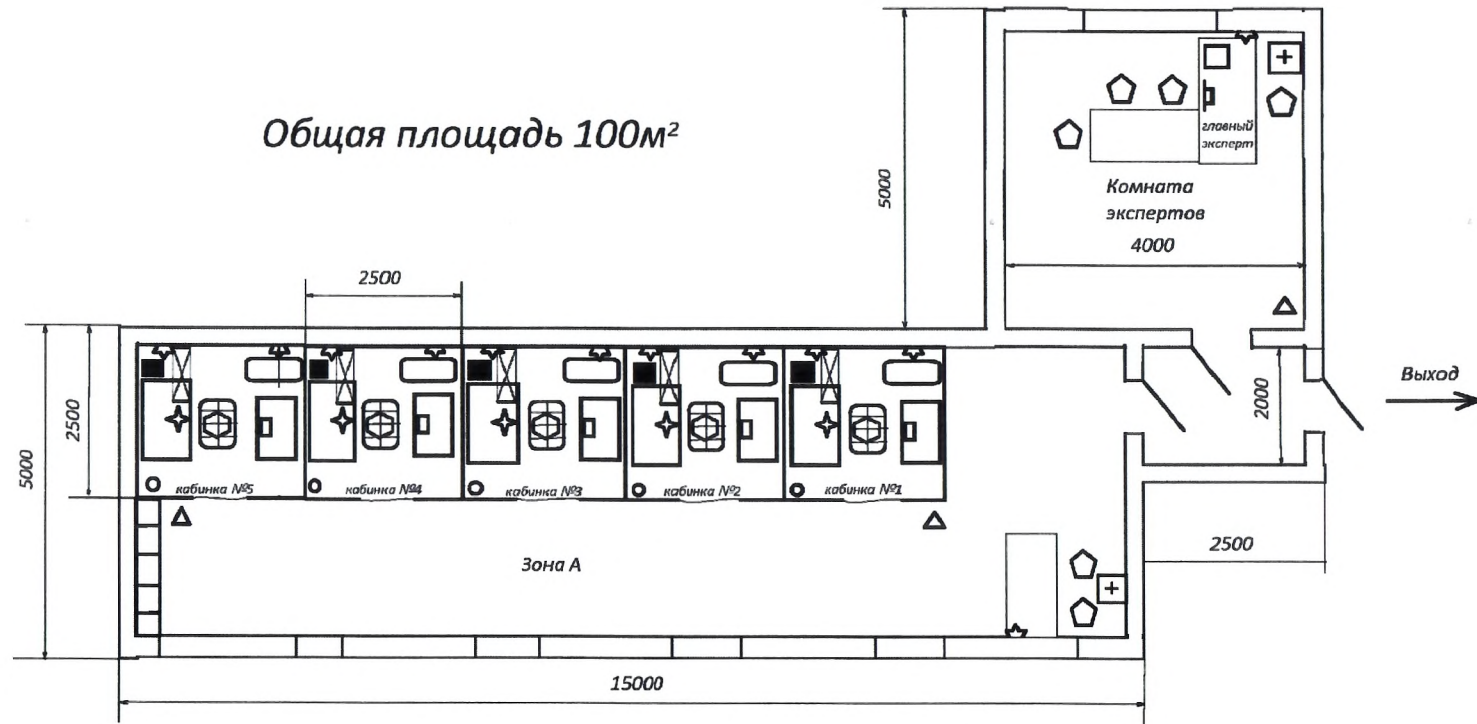 Общая площадь 100м²
5000
главный
эксперт
Комната
экспертов
4000
2500
Выход
2000
2500
5000
кабинка №5
кабинка №4
кабинка №3
кабинка №2
кабинка №1
Зона А
2500
15000